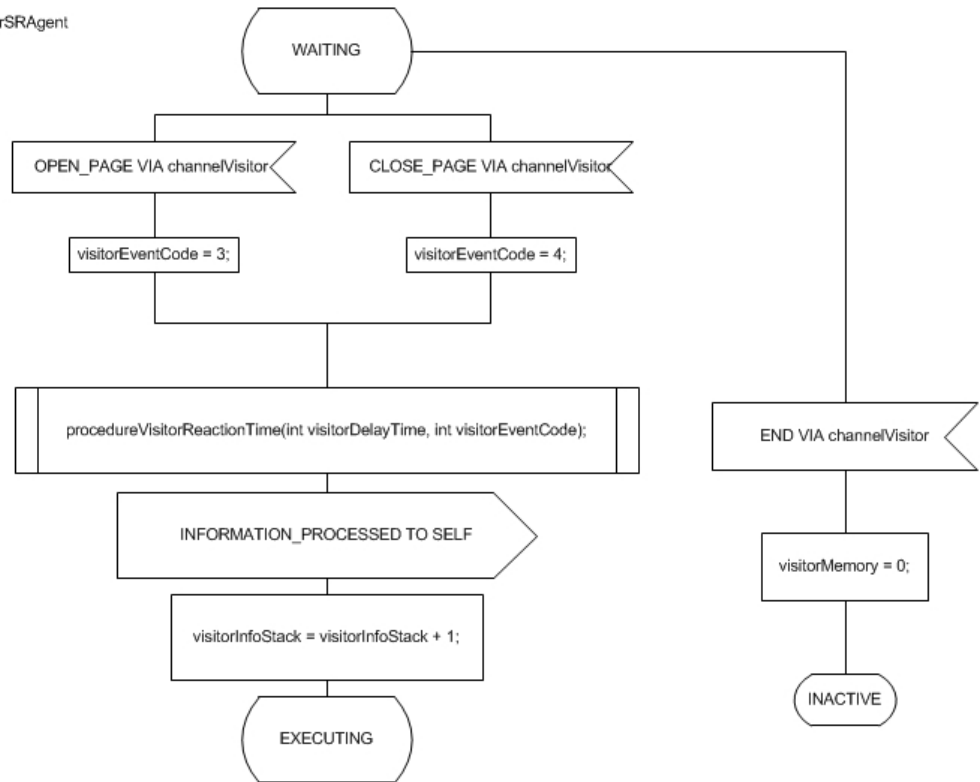 rSRAgent
WAITING
OPEN_PAGE VIA channelVisitor
CLOSE_PAGE VIA channelVisitor
visitorEventCode = 3;
visitorEventCode = 4;
procedureVisitorReactionTime(int visitorDelayTime, int visitorEventCode);
END VIA channelVisitor
INFORMATION_PROCESSED TO SELF
visitorMemory = 0;
visitorInfoStack = visitorInfoStack + 1;
INACTIVE
EXECUTING